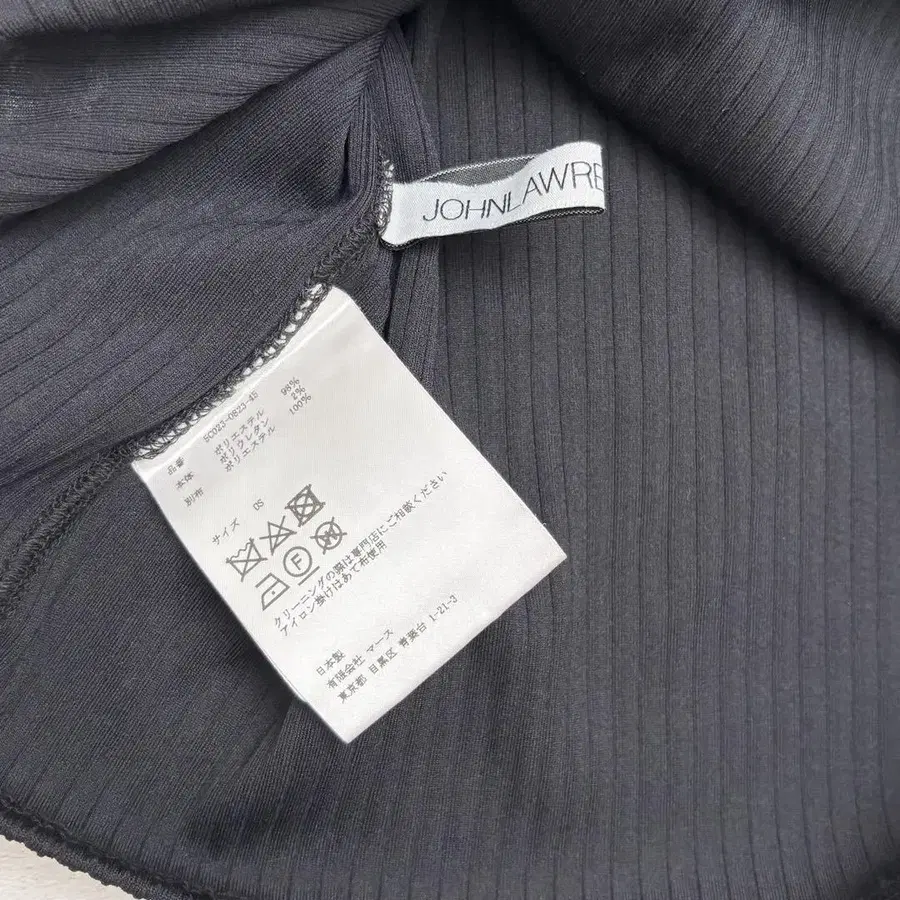 JOHNLAWRE
品番 SC023-0823-45
本体 ポリエステル 98%
ポリウレタン 2%
別布 ポリエステル 100%
サイズ OS
F
W
クリーニングの際は専門店にご相談ください
アイロン掛けはあて布使用
日本製
有限会社 マース
東京都 目黒区 青葉台 1-21-3